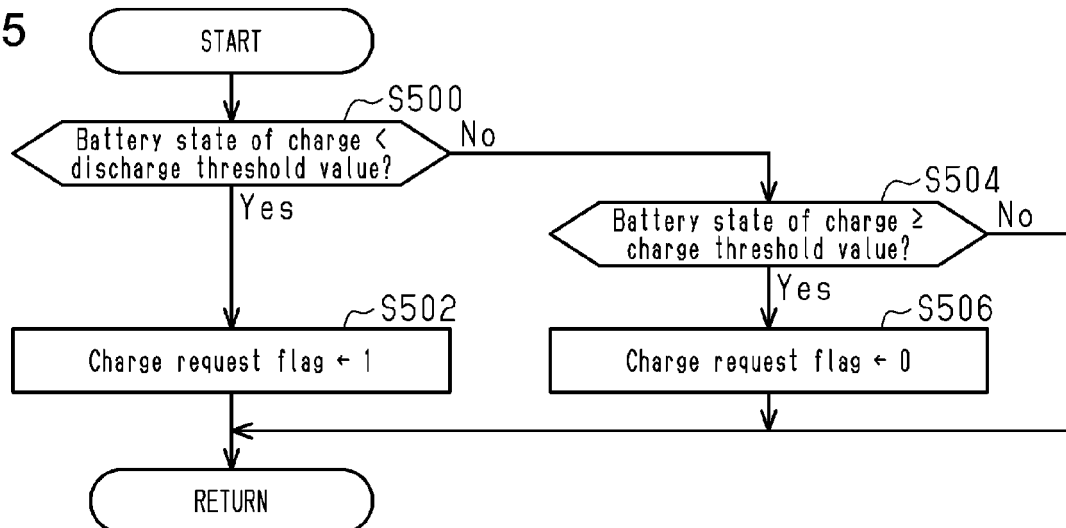 5
START
S500
Battery state of charge <
discharge threshold value?
No
Yes
S504
Battery state of charge ≥
charge threshold value?
No
Yes
S502
Charge request flag ← 1
S506
Charge request flag ← 0
RETURN